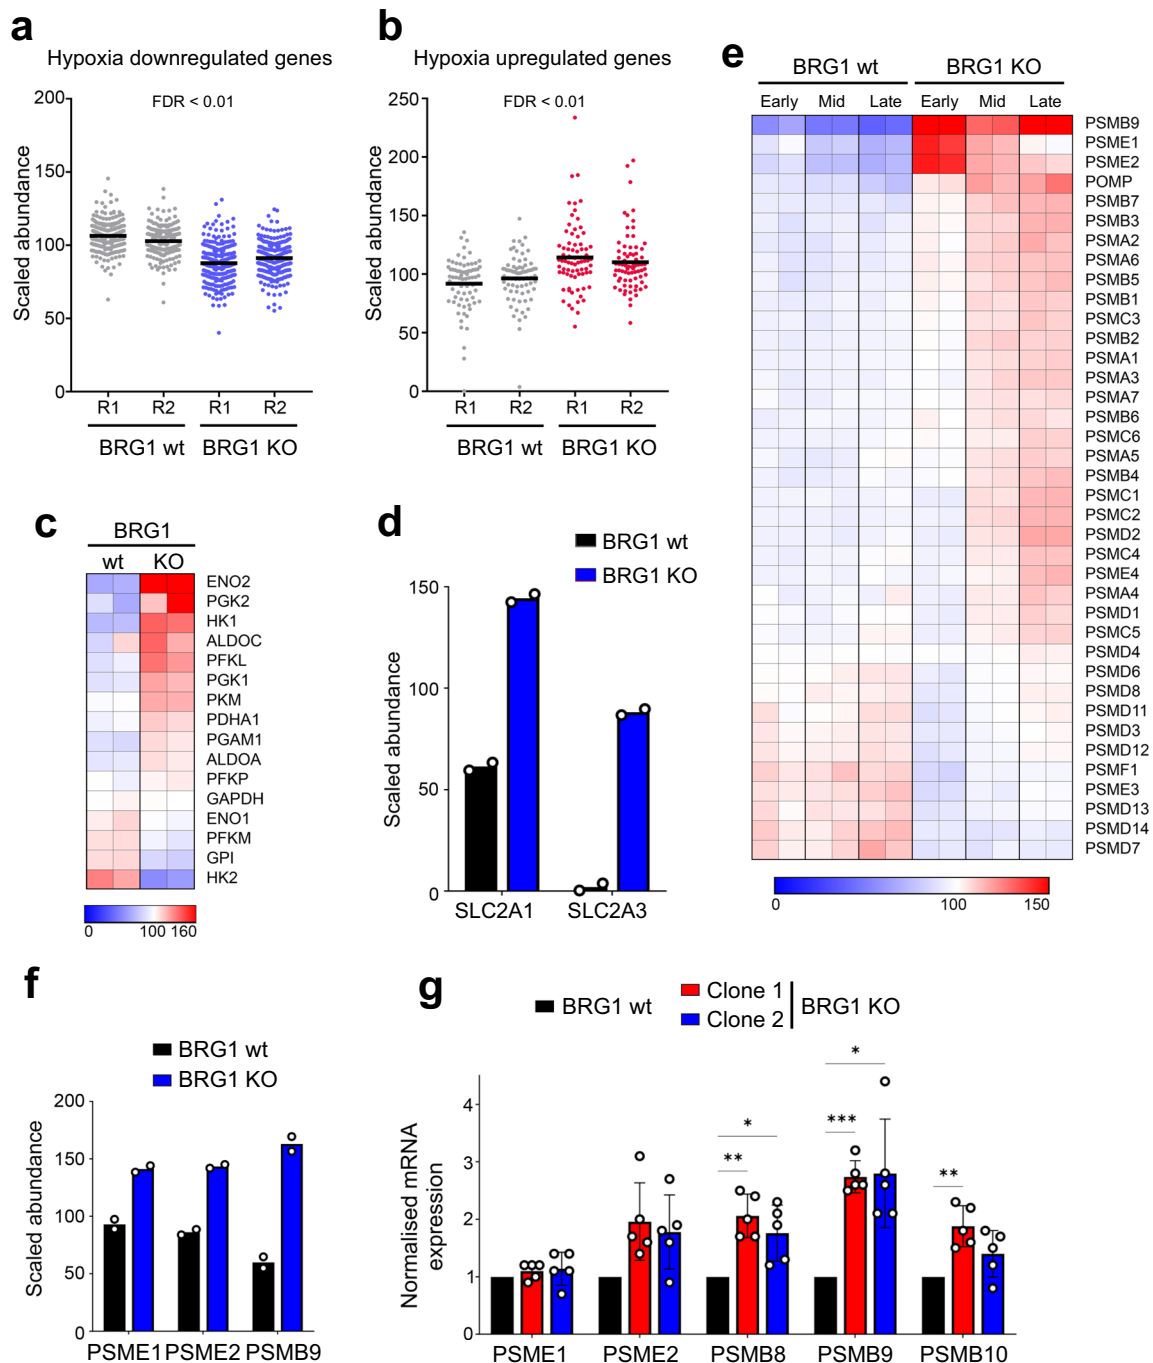 a
Hypoxia downregulated genes
FDR < 0.01
Scaled abundance
200
150
100
50
0
R1 R2 R1 R2
BRG1 wt BRG1 KO
b
Hypoxia upregulated genes
FDR < 0.01
Scaled abundance
250
200
150
100
50
0
R1 R2 R1 R2
BRG1 wt BRG1 KO
c
BRG1
wt KO
ENO2
PGK2
HK1
ALDOC
PFKL
PGK1
PKM
PDHA1
PGAM1
ALDOA
PFKP
GAPDH
ENO1
PFKM
GPI
HK2
0 100 160
d
BRG1 wt
BRG1 KO
Scaled abundance
150
100
50
0
SLC2A1 SLC2A3
e
BRG1 wt BRG1 KO
Early Mid Late Early Mid Late
PSMB9
PSME1
PSME2
POMP
PSMB7
PSMB3
PSMA2
PSMA6
PSMB5
PSMB1
PSMC3
PSMB2
PSMA1
PSMA3
PSMA7
PSMB6
PSMC6
PSMA5
PSMB4
PSMC1
PSMC2
PSMD2
PSMC4
PSME4
PSMA4
PSMD1
PSMC5
PSMD4
PSMD6
PSMD8
PSMD11
PSMD3
PSMD12
PSMF1
PSME3
PSMD13
PSMD14
PSMD7
0 100 150
f
BRG1 wt
BRG1 KO
Scaled abundance
200
150
100
50
0
PSME1 PSME2 PSMB9
g
BRG1 wt
Clone 1
Clone 2
BRG1 KO
Normalised mRNA
expression
4
3
2
1
0
*
**
*
***
**
PSME1 PSME2 PSMB8 PSMB9 PSMB10